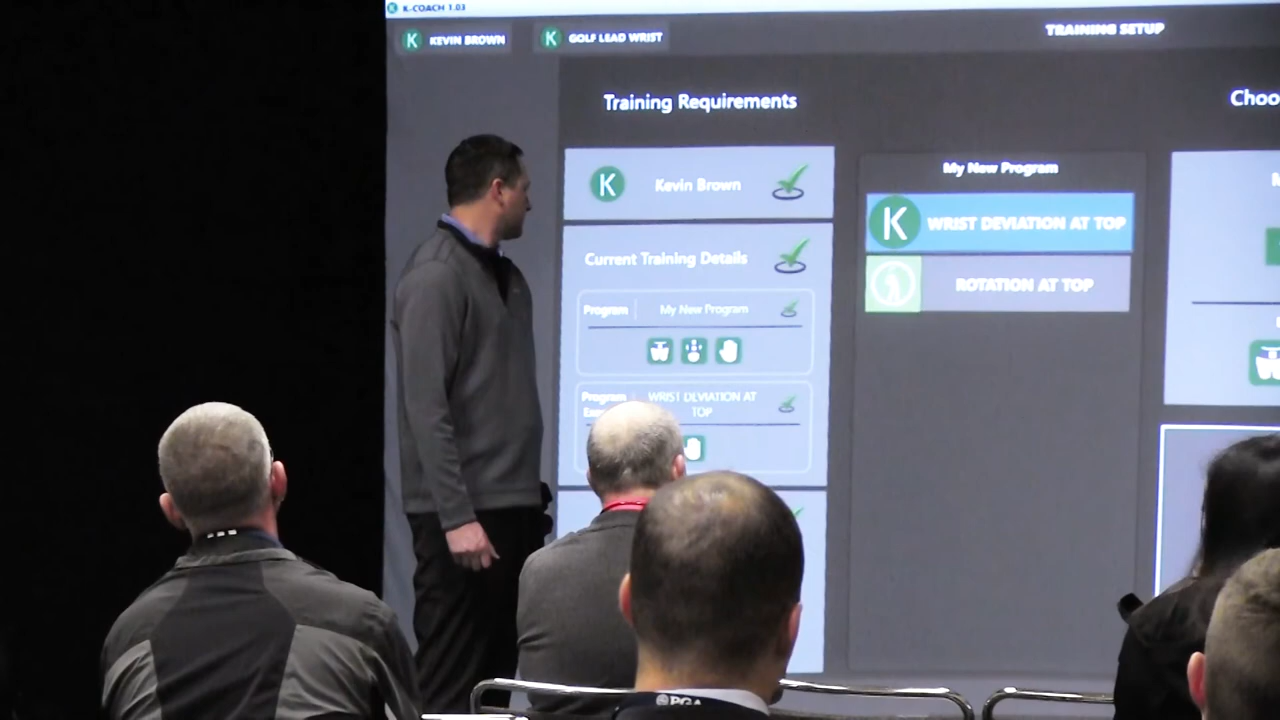 K-COACH 1.03
K KEVIN BROWN
K GOLF LEAD WRIST
TRAINING SETUP
Training Requirements
K Kevin Brown
Current Training Details
Program My New Program
Program WRIST DEVIATION AT
TOP
My New Program
K WRIST DEVIATION AT TOP
ROTATION AT TOP
PGA